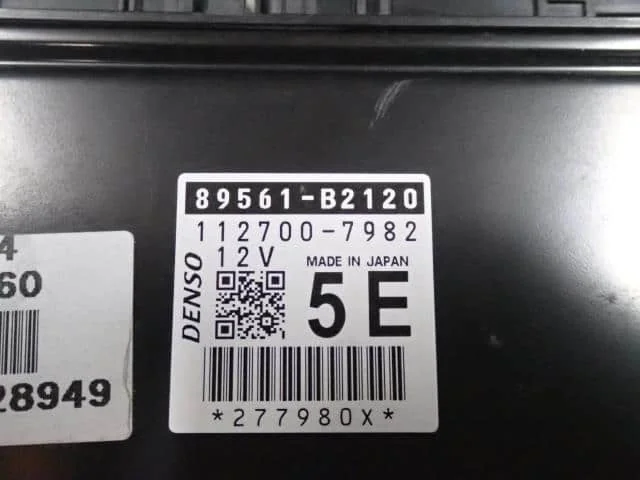 89561-B2120
112700-7982
12V MADE IN JAPAN
DENSO
5E
*277980X*
4
60
28949